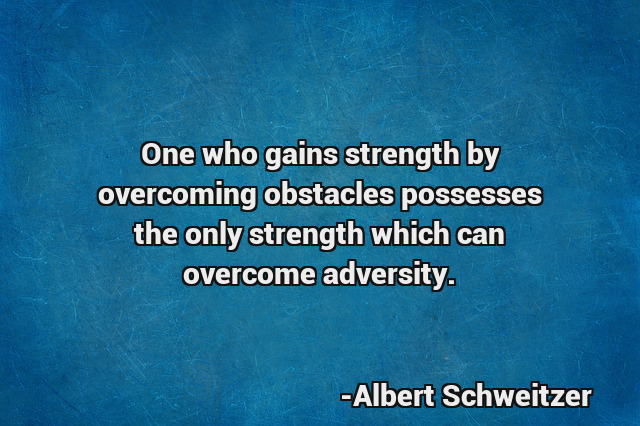 One who gains strength by
overcoming obstacles possesses
the only strength which can
overcome adversity.
-Albert Schweitzer